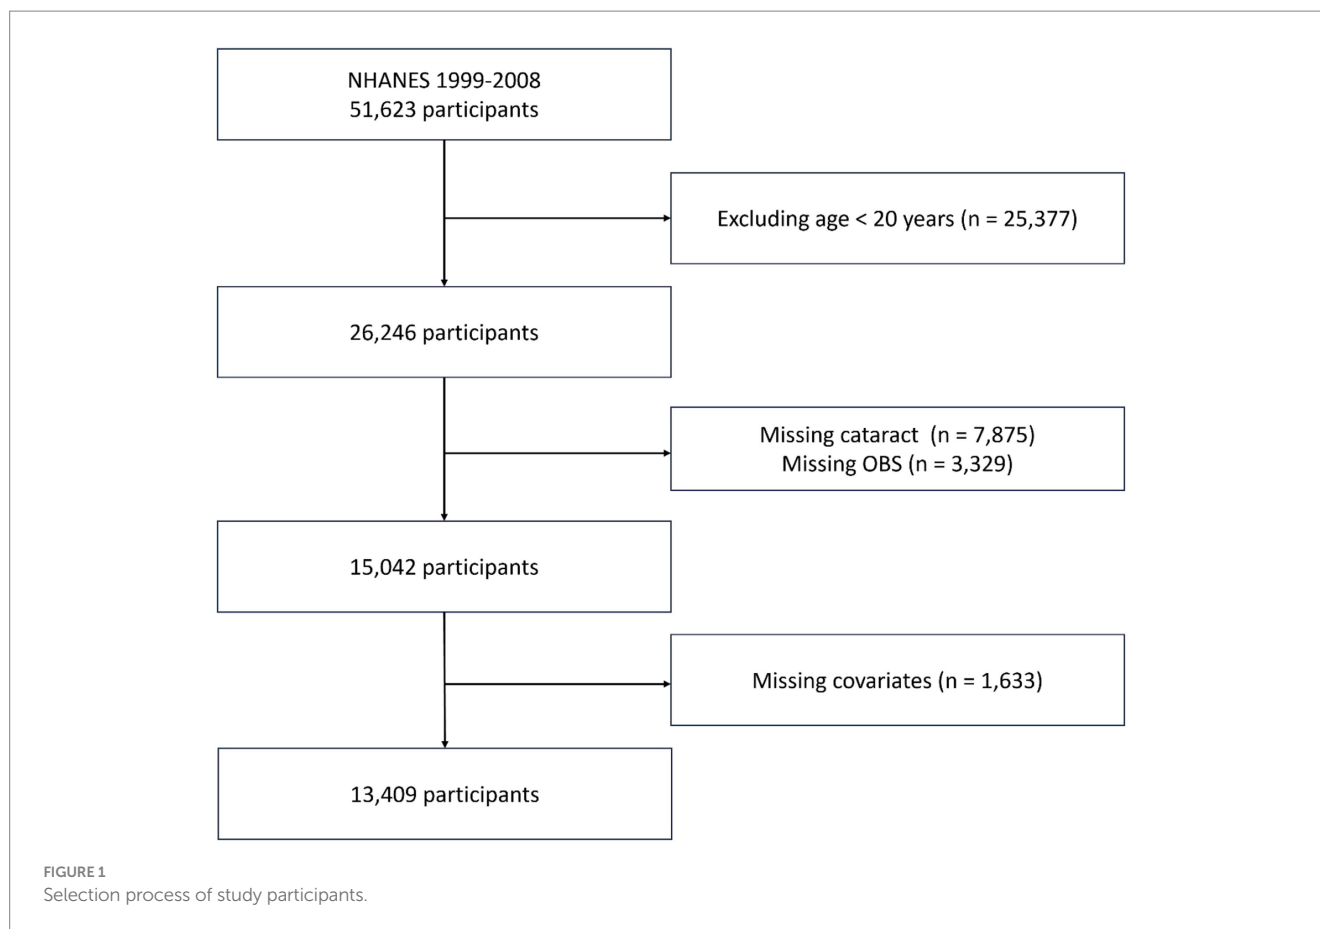 NHANES 1999-2008
51,623 participants
Excluding age < 20 years (n = 25,377)
26,246 participants
Missing cataract  (n = 7,875)
Missing OBS (n = 3,329)
15,042 participants
Missing covariates (n = 1,633)
13,409 participants
FIGURE 1
Selection process of study participants.